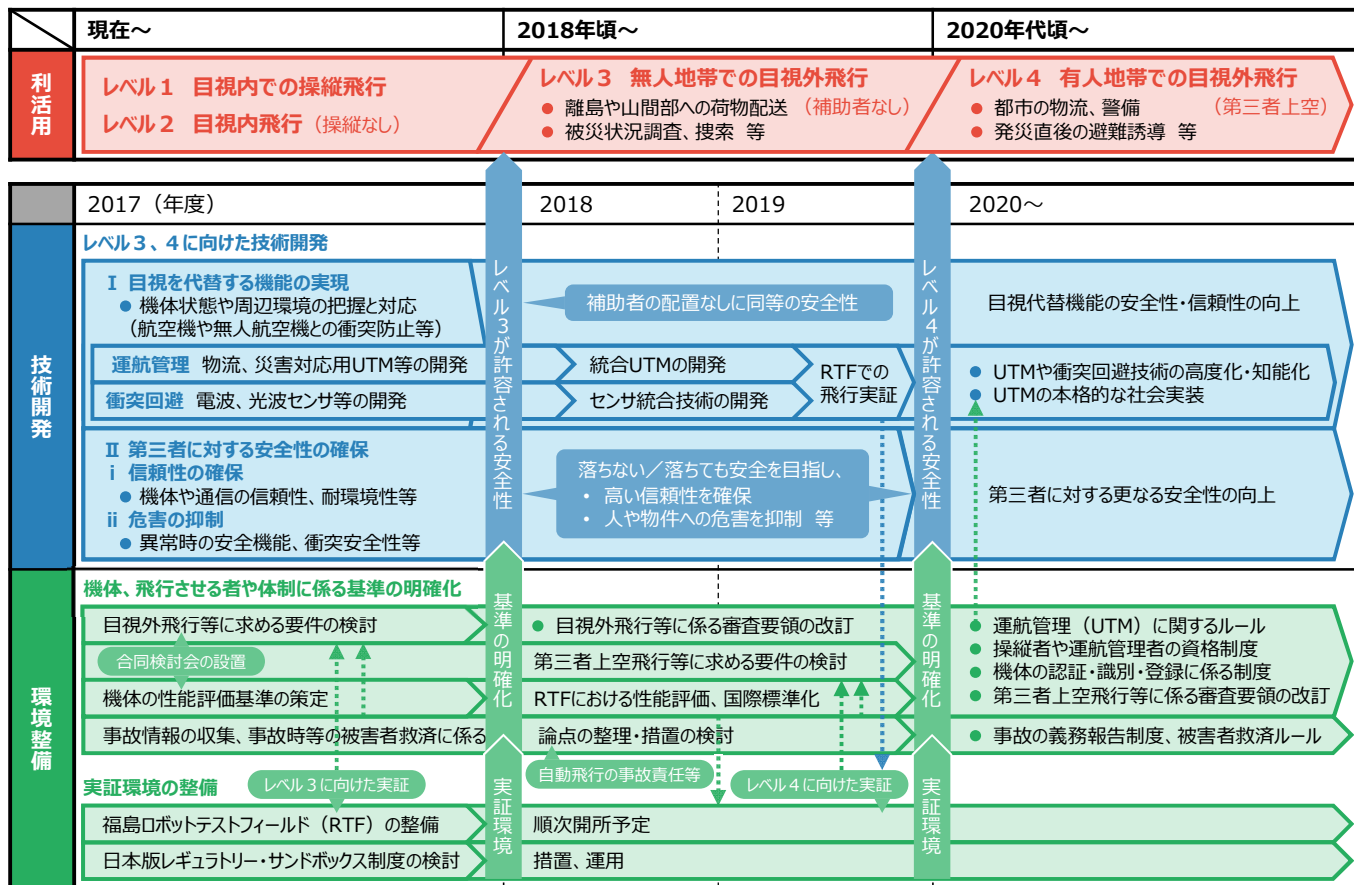 現在～
2018年頃～
2020年代頃～
利活用
レベル１ 目視内での操縦飛行
レベル２ 目視内飛行（操縦なし）
レベル３ 無人地帯での目視外飛行
● 離島や山間部への荷物配送（補助者なし）
● 被災状況調査、捜索 等
レベル４ 有人地帯での目視外飛行
● 都市の物流、警備 （第三者上空）
● 発災直後の避難誘導 等
2017（年度）
2018
2019
2020～
技術開発
レベル３、４に向けた技術開発
Ⅰ 目視を代替する機能の実現
● 機体状態や周辺環境の把握と対応
（航空機や無人航空機との衝突防止等）
補助者の配置なしに同等の安全性
目視代替機能の安全性・信頼性の向上
運航管理 物流、災害対応用UTM等の開発
統合UTMの開発
衝突回避 電波、光波センサ等の開発
センサ統合技術の開発
RTFでの
飛行実証
● UTMや衝突回避技術の高度化・知能化
● UTMの本格的な社会実装
Ⅱ 第三者に対する安全性の確保
ⅰ 信頼性の確保
● 機体や通信の信頼性、耐環境性等
ⅱ 危害の抑制
● 異常時の安全機能、衝突安全性等
落ちない／落ちても安全を目指し、
・ 高い信頼性を確保
・ 人や物件への危害を抑制 等
第三者に対する更なる安全性の向上
レベル３が許容される安全性
レベル４が許容される安全性
環境整備
機体、飛行させる者や体制に係る基準の明確化
目視外飛行等に求める要件の検討
● 目視外飛行等に係る審査要領の改訂
合同検討会の設置
第三者上空飛行等に求める要件の検討
機体の性能評価基準の策定
RTFにおける性能評価、国際標準化
● 運航管理（UTM）に関するルール
● 操縦者や運航管理者の資格制度
● 機体の認証・識別・登録に係る制度
● 第三者上空飛行等に係る審査要領の改訂
事故情報の収集、事故時等の被害者救済に係る
論点の整理・措置の検討
● 事故の義務報告制度、被害者救済ルール
自動飛行の事故責任等
基準の明確化
基準の明確化
実証環境の整備
レベル３に向けた実証
レベル４に向けた実証
福島ロボットテストフィールド（RTF）の整備
順次開所予定
日本版レギュラトリー・サンドボックス制度の検討
措置、運用
実証環境
実証環境